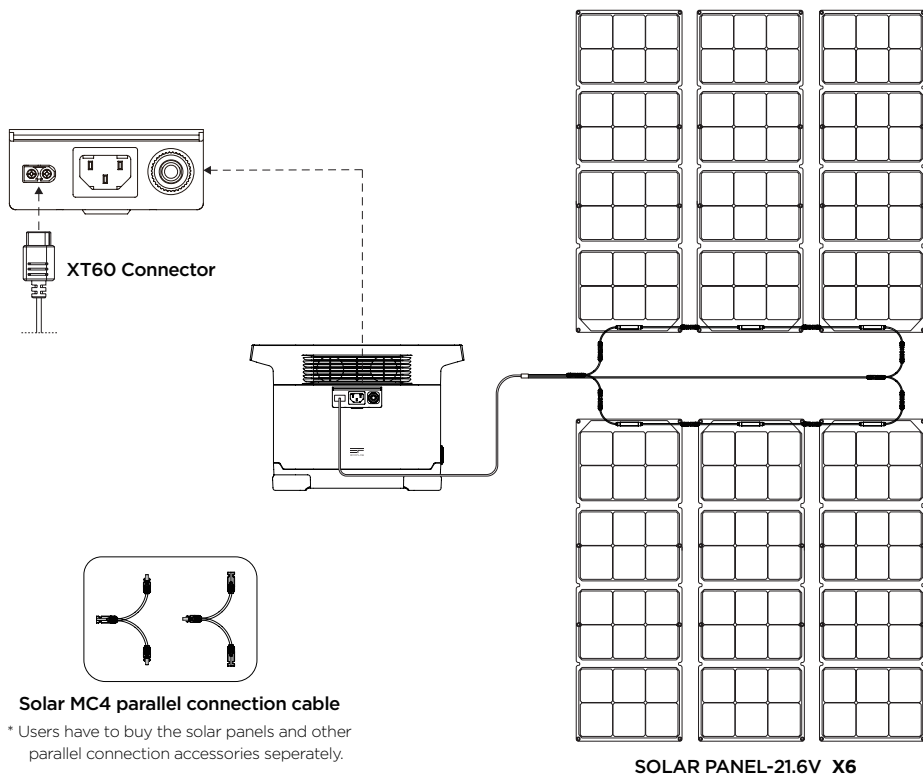 XT60 Connector
Solar MC4 parallel connection cable
* Users have to buy the solar panels and other
parallel connection accessories seperately.
SOLAR PANEL-21.6V X6